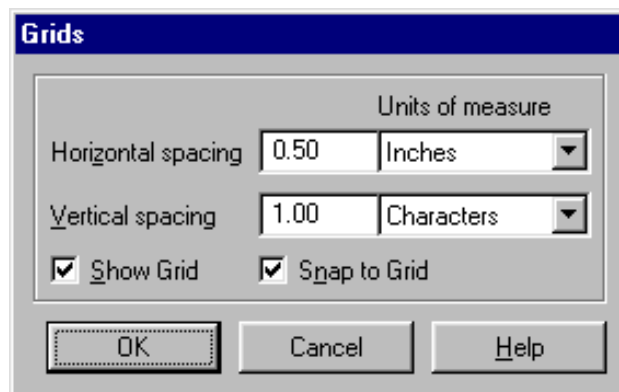 Grids
Units of measure
Horizontal spacing 0.50 Inches
Vertical spacing 1.00 Characters
Show Grid Snap to Grid
OK Cancel Help